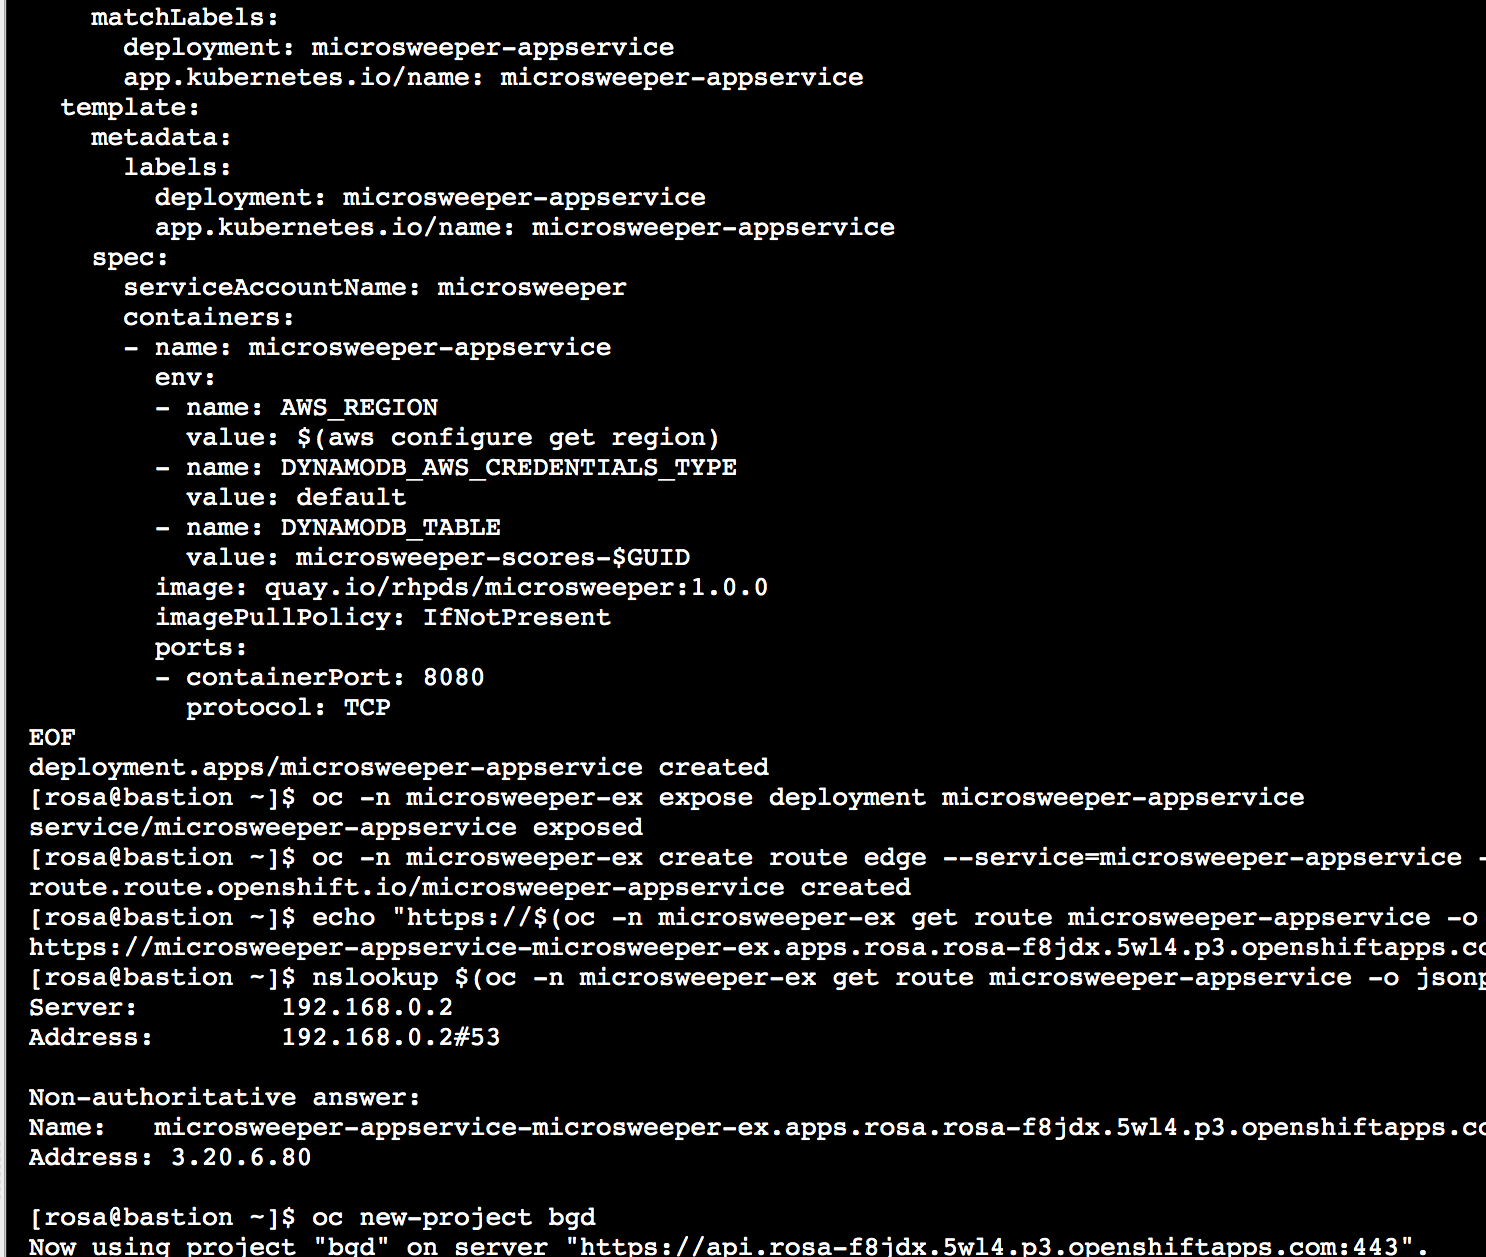 matchLabels:
deployment: microsweeper-appservice
app.kubernetes.io/name: microsweeper-appservice
template:
metadata:
labels:
deployment: microsweeper-appservice
app.kubernetes.io/name: microsweeper-appservice
spec:
serviceAccountName: microsweeper
containers:
- name: microsweeper-appservice
env:
- name: AWS_REGION
value: $(aws configure get region)
- name: DYNAMODB_AWS_CREDENTIALS_TYPE
value: default
- name: DYNAMODB_TABLE
value: microsweeper-scores-$GUID
image: quay.io/rhpds/microsweeper:1.0.0
imagePullPolicy: IfNotPresent
ports:
- containerPort: 8080
protocol: TCP
EOF
deployment.apps/microsweeper-appservice created
[rosa@bastion ~]$ oc -n microsweeper-ex expose deployment microsweeper-appservice
service/microsweeper-appservice exposed
[rosa@bastion ~]$ oc -n microsweeper-ex create route edge --service=microsweeper-appservice -
route.route.openshift.io/microsweeper-appservice created
[rosa@bastion ~]$ echo "https://$(oc -n microsweeper-ex get route microsweeper-appservice -o
https://microsweeper-appservice-microsweeper-ex.apps.rosa.rosa-f8jdx.5wl4.p3.openshiftapps.co
[rosa@bastion ~]$ nslookup $(oc -n microsweeper-ex get route microsweeper-appservice -o jsonp
Server: 192.168.0.2
Address: 192.168.0.2#53
Non-authoritative answer:
Name: microsweeper-appservice-microsweeper-ex.apps.rosa.rosa-f8jdx.5wl4.p3.openshiftapps.co
Address: 3.20.6.80
[rosa@bastion ~]$ oc new-project bgd
Now using project "bgd" on server "https://api.rosa-f8jdx.5wl4.p3.openshiftapps.com:443".